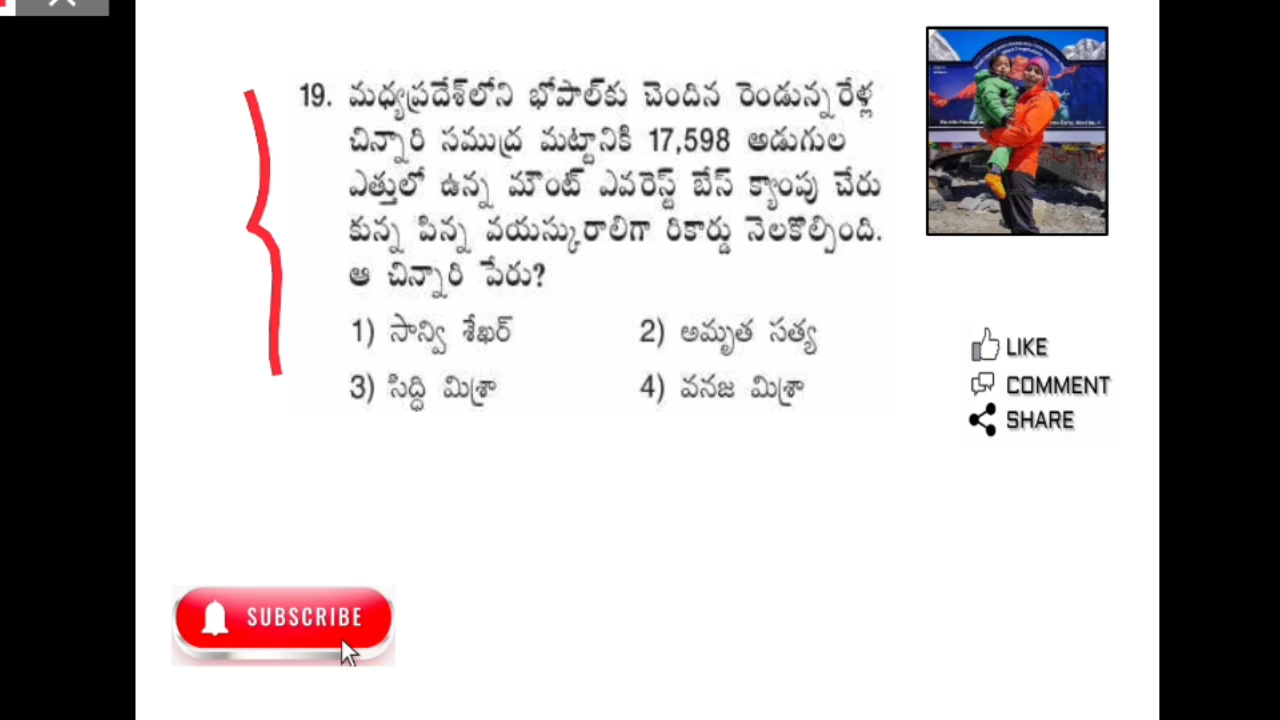 19. మధ్యప్రదేశ్‌లోని భోపాల్‌కు చెందిన రెండున్నరేళ్ల
చిన్నారి సముద్ర మట్టానికి 17,598 అడుగుల
ఎత్తులో ఉన్న మౌంట్ ఎవరెస్ట్ బేస్ క్యాంపు చేరు
కున్న పిన్న వయస్కురాలిగా రికార్డు నెలకొల్పింది.
ఆ చిన్నారి పేరు?
1) సాన్వి శేఖర్ 2) అమృత సత్య
3) సిద్ధి మిశ్రా 4) వనజ మిశ్రా
LIKE
COMMENT
SHARE
SUBSCRIBE